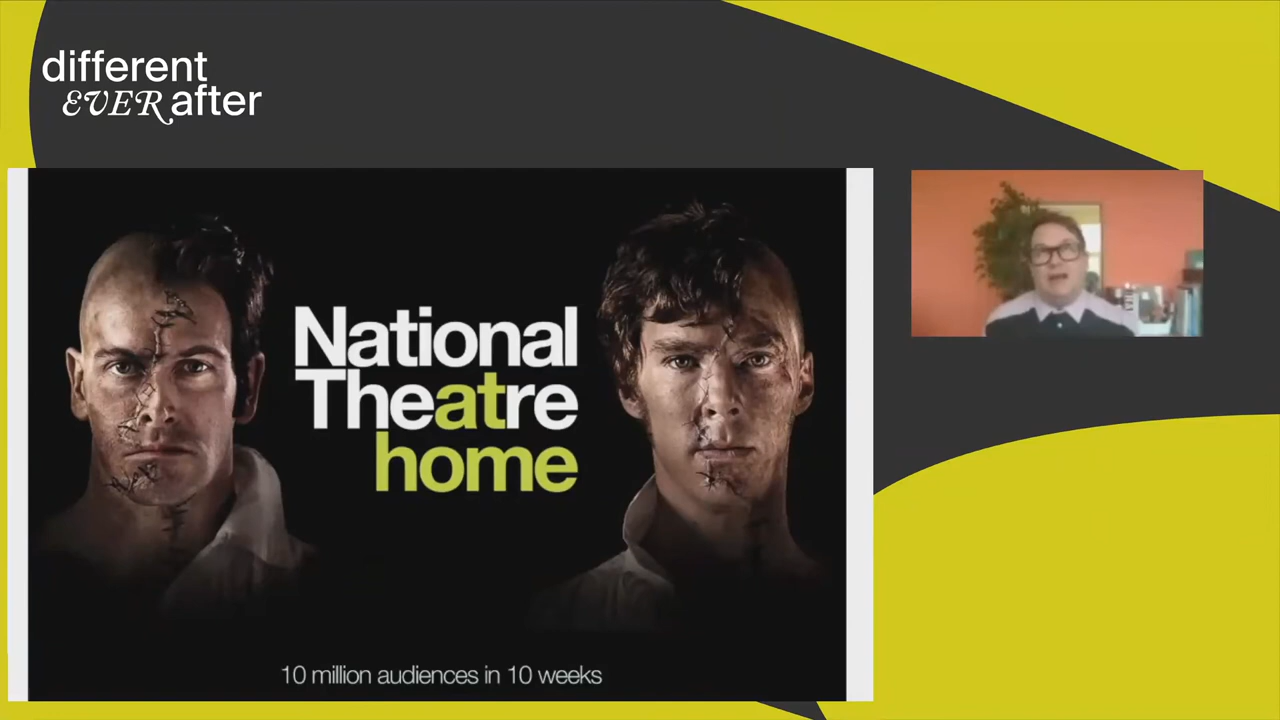 different
EVER after
National
Theatre
home
10 million audiences in 10 weeks